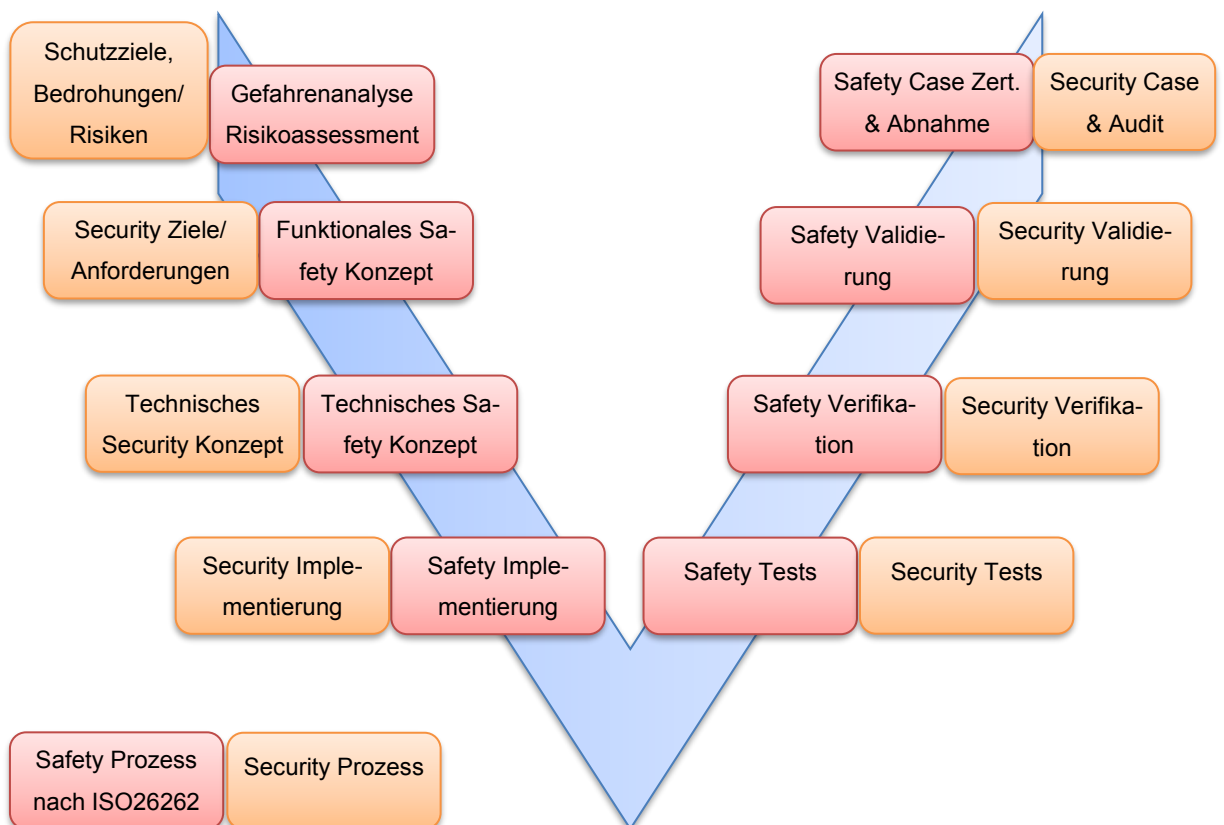 Schutzziele,
Bedrohungen/
Risiken
Gefahrenanalyse
Risikoassessment
Safety Case Zert.
& Abnahme
Security Case
& Audit
Security Ziele/
Anforderungen
Funktionales Sa-
fety Konzept
Safety Validie-
rung
Security Validie-
rung
Technisches
Security Konzept
Technisches Sa-
fety Konzept
Safety Verifika-
tion
Security Verifika-
tion
Security Imple-
mentierung
Safety Imple-
mentierung
Safety Tests
Security Tests
Safety Prozess
nach ISO26262
Security Prozess